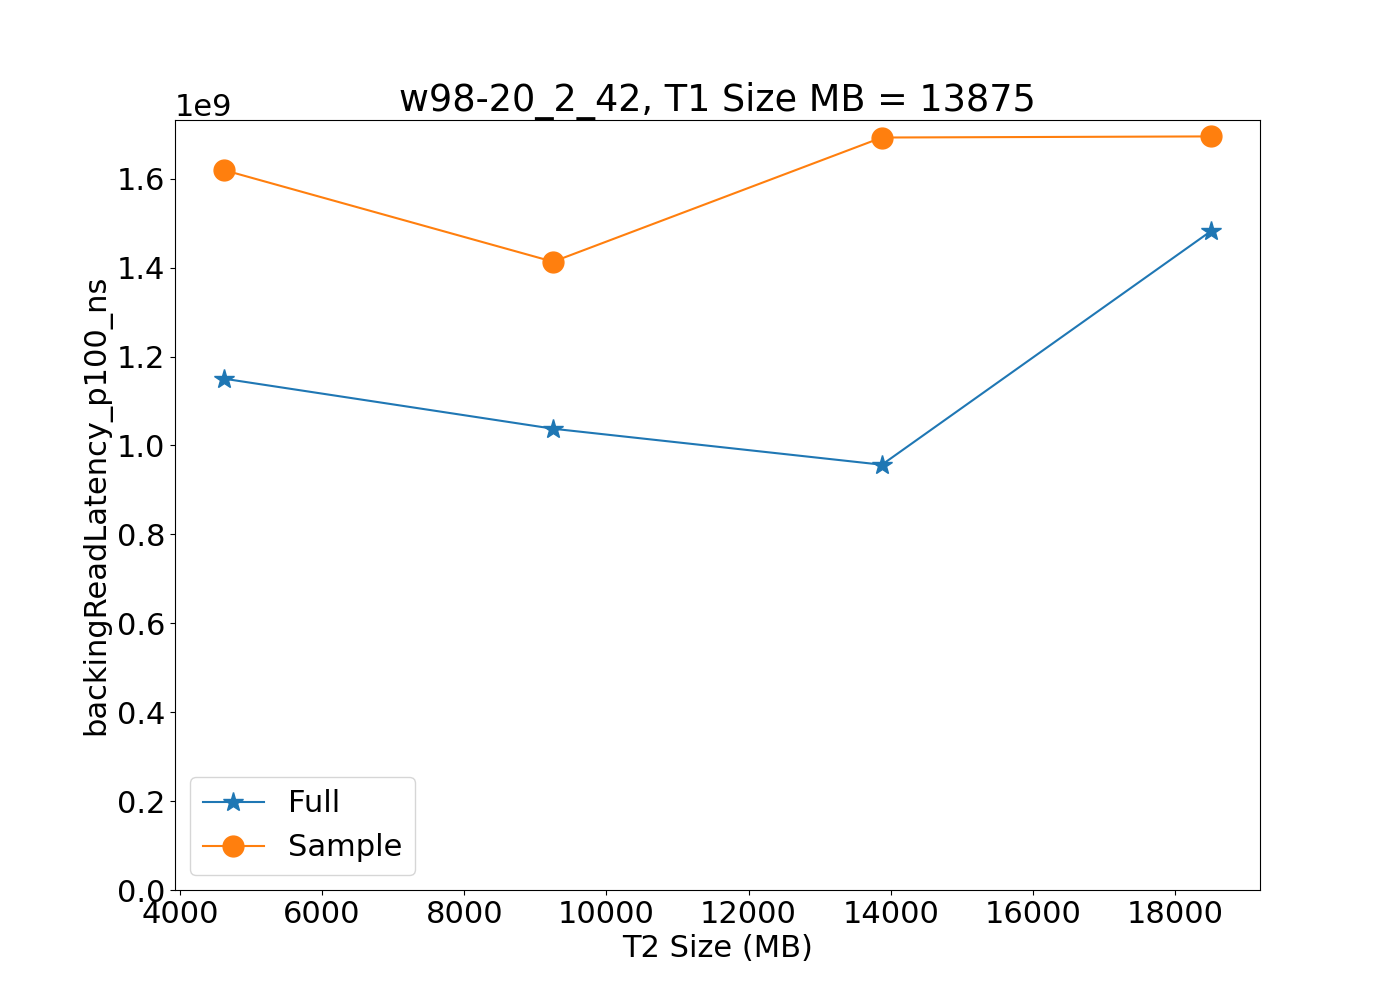 w98-20_2_42, T1 Size MB = 13875
1e9
1.6
1.4
1.2
1.0
0.8
0.6
0.4
0.2
0.0
backingReadLatency_p100_ns
Full
Sample
4000 6000 8000 10000 12000 14000 16000 18000
T2 Size (MB)